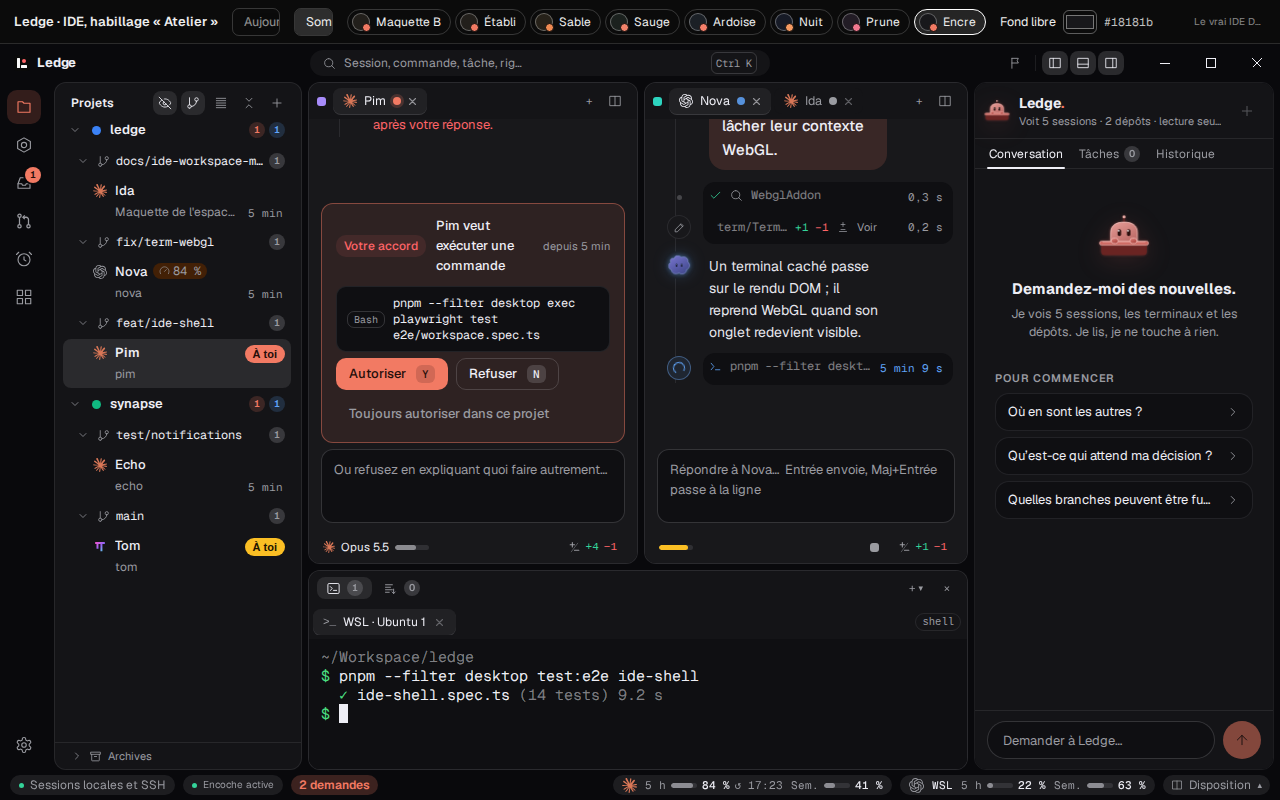 Ledge · IDE, habillage « Atelier »
Aujour
Som
Maquette B
Établi
Sable
Sauge
Ardoise
Nuit
Prune
Encre
Fond libre
#18181b
Le vrai IDE D…
Ledge
Session, commande, tâche, rig…
Ctrl K
Projets
ledge
1
1
docs/ide-workspace-m…
1
Ida
Maquette de l'espac…
5 min
fix/term-webgl
1
Nova
84 %
nova
5 min
feat/ide-shell
1
Pim
À toi
pim
synapse
1
1
test/notifications
1
Echo
echo
5 min
main
1
Tom
À toi
tom
Archives
1
Pim
après votre réponse.
Votre accord
Pim veut
exécuter une
commande
depuis 5 min
Bash
pnpm --filter desktop exec
playwright test
e2e/workspace.spec.ts
Autoriser Y
Refuser N
Toujours autoriser dans ce projet
Ou refusez en expliquant quoi faire autrement…
Opus 5.5
+4 −1
Nova
Ida
lâcher leur contexte
WebGL.
WebglAddon
0,3 s
term/Term… +1 −1 Voir 0,2 s
Un terminal caché passe
sur le rendu DOM ; il
reprend WebGL quand son
onglet redevient visible.
pnpm --filter deskt… 5 min 9 s
Répondre à Nova… Entrée envoie, Maj+Entrée
passe à la ligne
+1 −1
1
0
WSL · Ubuntu 1
shell
~/Workspace/ledge
$ pnpm --filter desktop test:e2e ide-shell
✓ ide-shell.spec.ts (14 tests) 9.2 s
$
Ledge.
Voit 5 sessions · 2 dépôts · lecture seu…
Conversation
Tâches 0
Historique
Demandez-moi des nouvelles.
Je vois 5 sessions, les terminaux et les
dépôts. Je lis, je ne touche à rien.
POUR COMMENCER
Où en sont les autres ?
Qu'est-ce qui attend ma décision ?
Quelles branches peuvent être fu…
Demander à Ledge…
Sessions locales et SSH
Encoche active
2 demandes
5 h 84 % ↺ 17:23 Sem. 41 %
WSL 5 h 22 % Sem. 63 %
Disposition